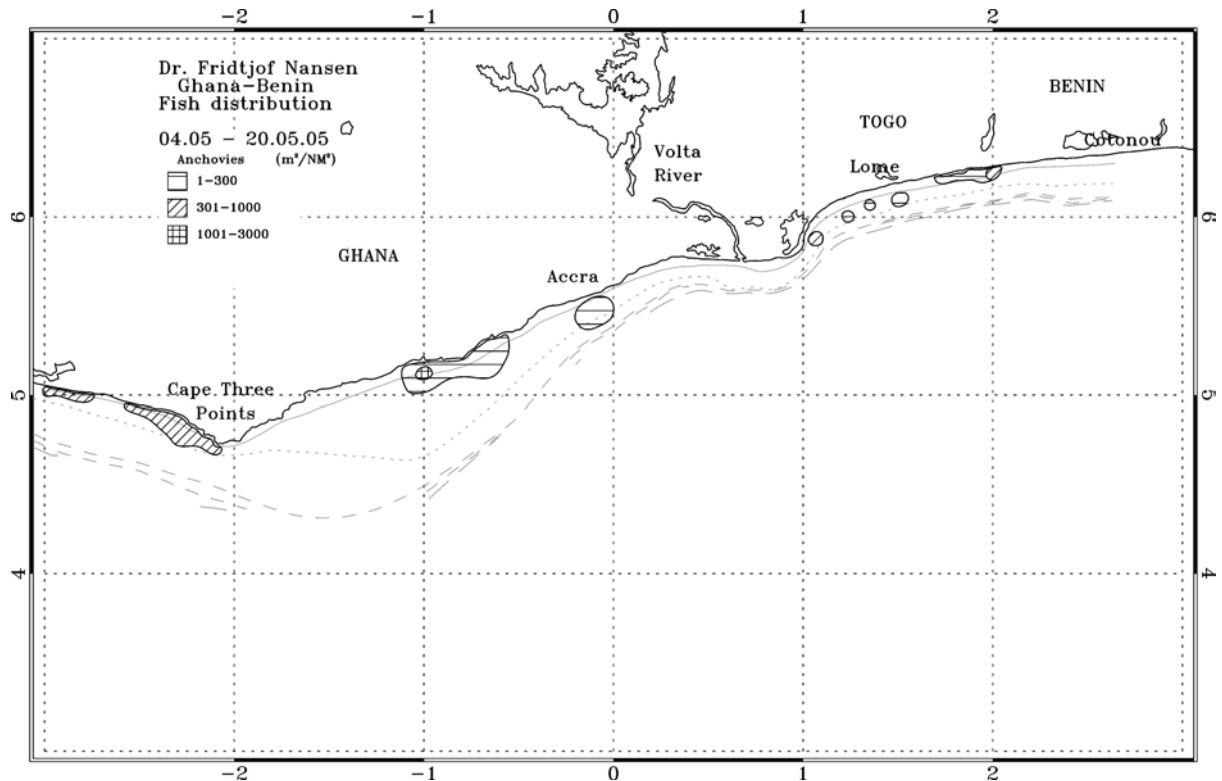 -2 -1 0 1 2
Dr. Fridtjof Nansen
Ghana-Benin
Fish distribution
04.05 - 20.05.05
Anchovies (m²/NM²)
1-300
301-1000
1001-3000
BENIN
TOGO
Cotonou
Volta
River
Lome
6 6
GHANA
Accra
Cape Three
Points
5 5
4 4
-2 -1 0 1 2